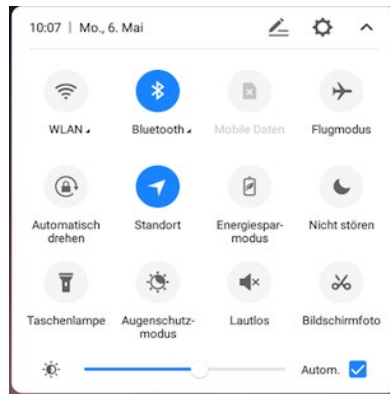 10:07 | Mo., 6. Mai
WLAN Bluetooth Mobile Daten Flugmodus
Automatisch drehen Standort Energiespar-modus Nicht stören
Taschenlampe Augenschutz-modus Lautlos Bildschirmfoto
Autom.